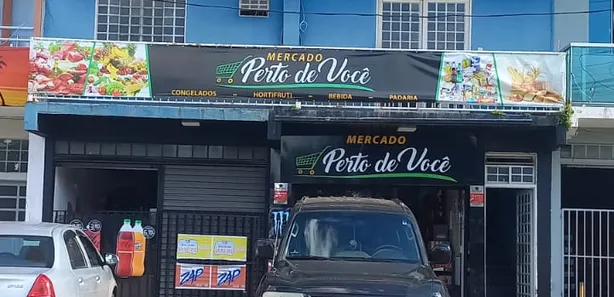 MERCADO
Perto de Você
CONGELADOS HORTIFRUTI BEBIDA PADARIA
MERCADO
Perto de Você
ZAP ZAP